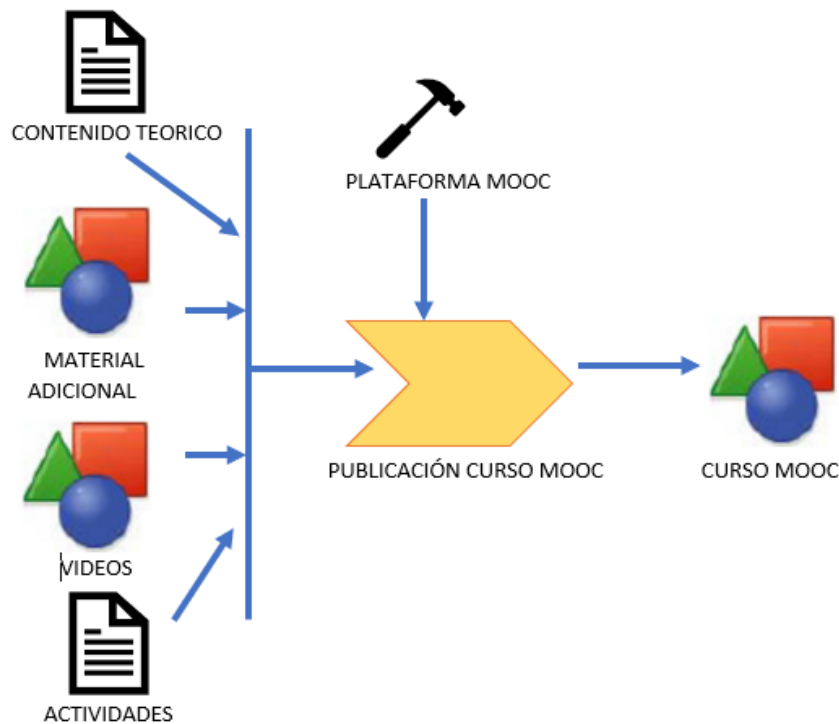 CONTENIDO TEORICO
PLATAFORMA MOOC
MATERIAL
ADICIONAL
PUBLICACIÓN CURSO MOOC
CURSO MOOC
VIDEOS
ACTIVIDADES